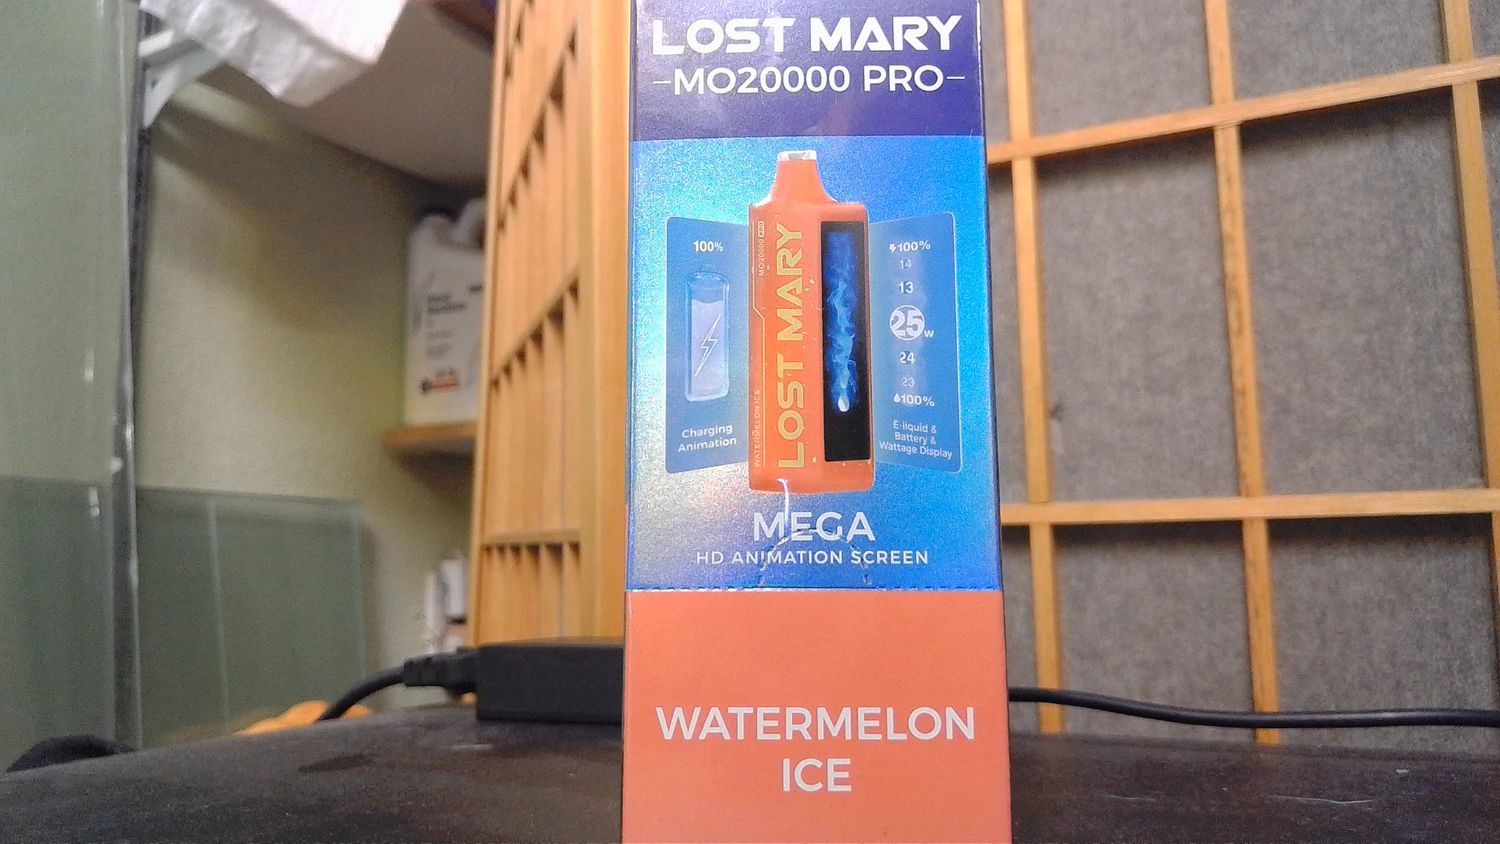 LOST MARY
MO20000 PRO
100%
Charging
Animation
LOST MARY
MO20000 PRO
WATERMELON ICE
100%
14
13
25W
24
23
100%
E-liquid &
Battery &
Wattage Display
MEGA
HD ANIMATION SCREEN
WATERMELON
ICE